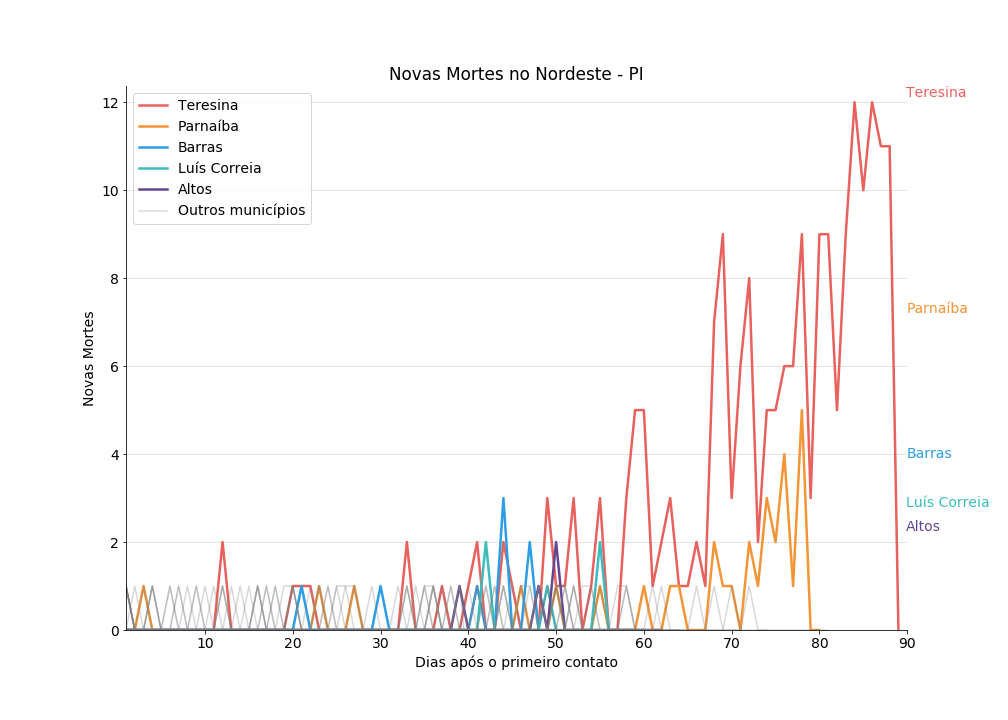 Novas Mortes no Nordeste - PI
Teresina
Parnaíba
Barras
Luís Correia
Altos
Outros municípios
12
10
8
6
4
2
0
Novas Mortes
10
20
30
40
50
60
70
80
90
Dias após o primeiro contato
Teresina
Parnaíba
Barras
Luís Correia
Altos